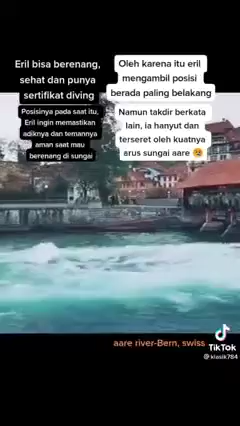 Eril bisa berenang,
sehat dan punya
sertifikat diving
Posisinya pada saat itu,
Eril ingin memastikan
adiknya dan temannya
aman saat mau
berenang di sungai
Oleh karena itu eril
mengambil posisi
berada paling belakang
Namun takdir berkata
lain, ia hanyut dan
terseret oleh kuatnya
arus sungai aare 🥺
aare river-Bern, swiss
TikTok
@klasik784